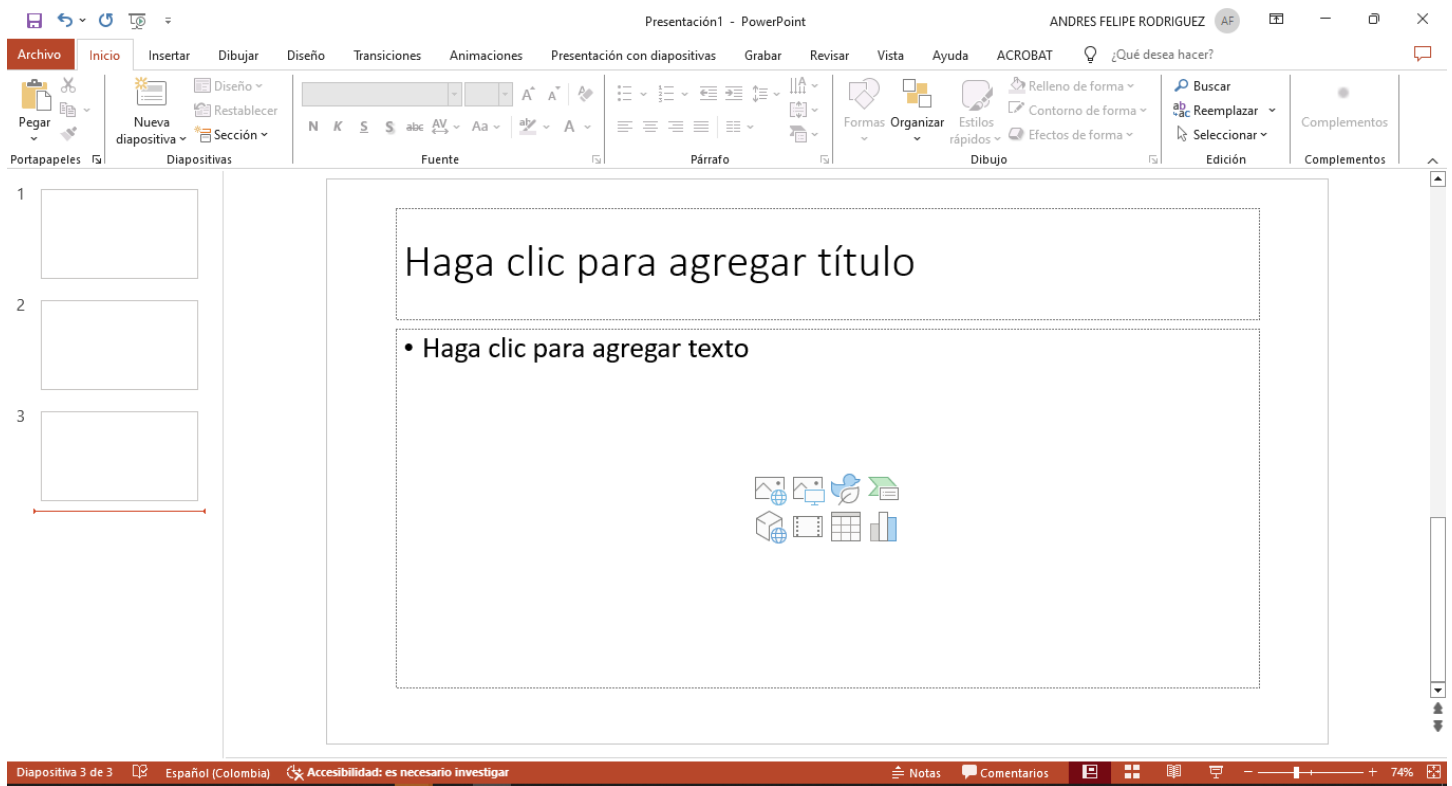 Presentación1 - PowerPoint
ANDRES FELIPE RODRIGUEZ AF
Archivo Inicio Insertar Dibujar Diseño Transiciones Animaciones Presentación con diapositivas Grabar Revisar Vista Ayuda ACROBAT ¿Qué desea hacer?
Pegar
Portapapeles
Nueva
diapositiva
Diseño
Restablecer
Sección
Diapositivas
N K S S abc AV Aa A
Fuente
Párrafo
Formas
Organizar
Estilos
rápidos
Relleno de forma
Contorno de forma
Efectos de forma
Dibujo
Buscar
Reemplazar
Seleccionar
Edición
Complementos
Complementos
1
2
3
Haga clic para agregar título
• Haga clic para agregar texto
Diapositiva 3 de 3 Español (Colombia) Accesibilidad: es necesario investigar Notas Comentarios 74%